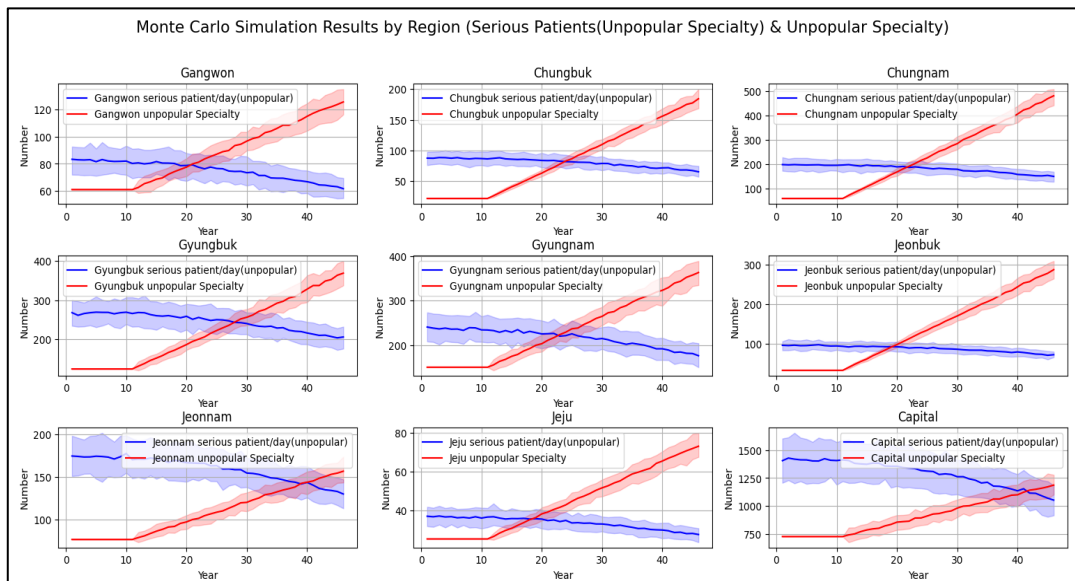 Monte Carlo Simulation Results by Region (Serious Patients(Unpopular Specialty) & Unpopular Specialty)
Gangwon
Gangwon serious patient/day(unpopular)
Gangwon unpopular Specialty
Number
120
100
80
60
0 10 20 30 40
Year
Chungbuk
Chungbuk serious patient/day(unpopular)
Chungbuk unpopular Specialty
Number
200
150
100
50
0 10 20 30 40
Year
Chungnam
Chungnam serious patient/day(unpopular)
Chungnam unpopular Specialty
Number
500
400
300
200
100
0 10 20 30 40
Year
Gyungbuk
Gyungbuk serious patient/day(unpopular)
Gyungbuk unpopular Specialty
Number
400
300
200
0 10 20 30 40
Year
Gyungnam
Gyungnam serious patient/day(unpopular)
Gyungnam unpopular Specialty
Number
400
300
200
0 10 20 30 40
Year
Jeonbuk
Jeonbuk serious patient/day(unpopular)
Jeonbuk unpopular Specialty
Number
300
200
100
0 10 20 30 40
Year
Jeonnam
Jeonnam serious patient/day(unpopular)
Jeonnam unpopular Specialty
Number
200
150
100
0 10 20 30 40
Year
Jeju
Jeju serious patient/day(unpopular)
Jeju unpopular Specialty
Number
80
60
40
0 10 20 30 40
Year
Capital
Capital serious patient/day(unpopular)
Capital unpopular Specialty
Number
1500
1250
1000
750
0 10 20 30 40
Year